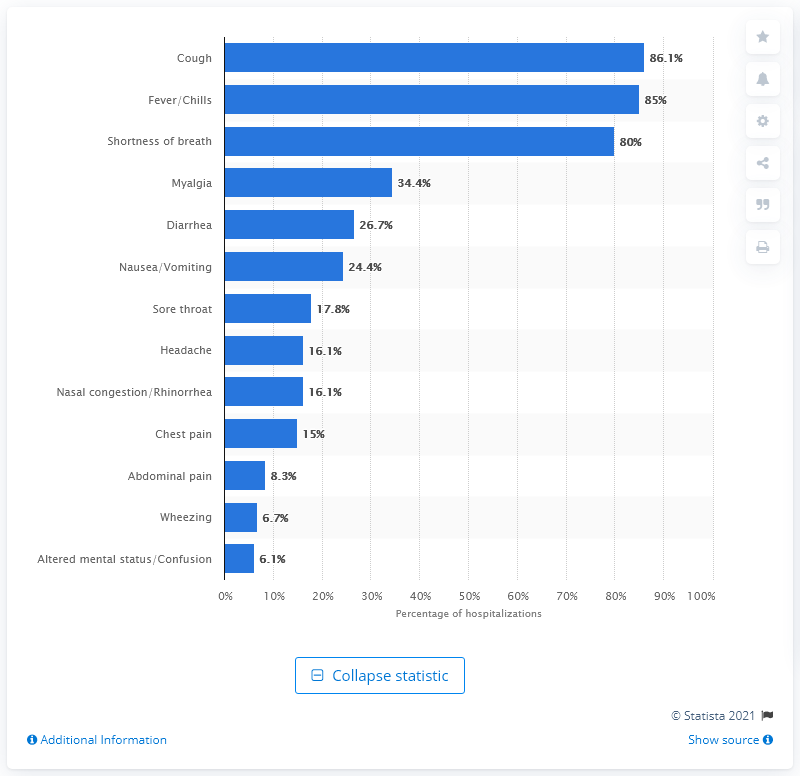 Cough 86.1%
Fever/Chills 85%
Shortness of breath 80%
Myalgia 34.4%
Diarrhea 26.7%
Nausea/Vomiting 24.4%
Sore throat 17.8%
Headache 16.1%
Nasal congestion/Rhinorrhea 16.1%
Chest pain 15%
Abdominal pain 8.3%
Wheezing 6.7%
Altered mental status/Confusion 6.1%
0% 10% 20% 30% 40% 50% 60% 70% 80% 90% 100%
Percentage of hospitalizations
Collapse statistic
© Statista 2021
Additional Information Show source